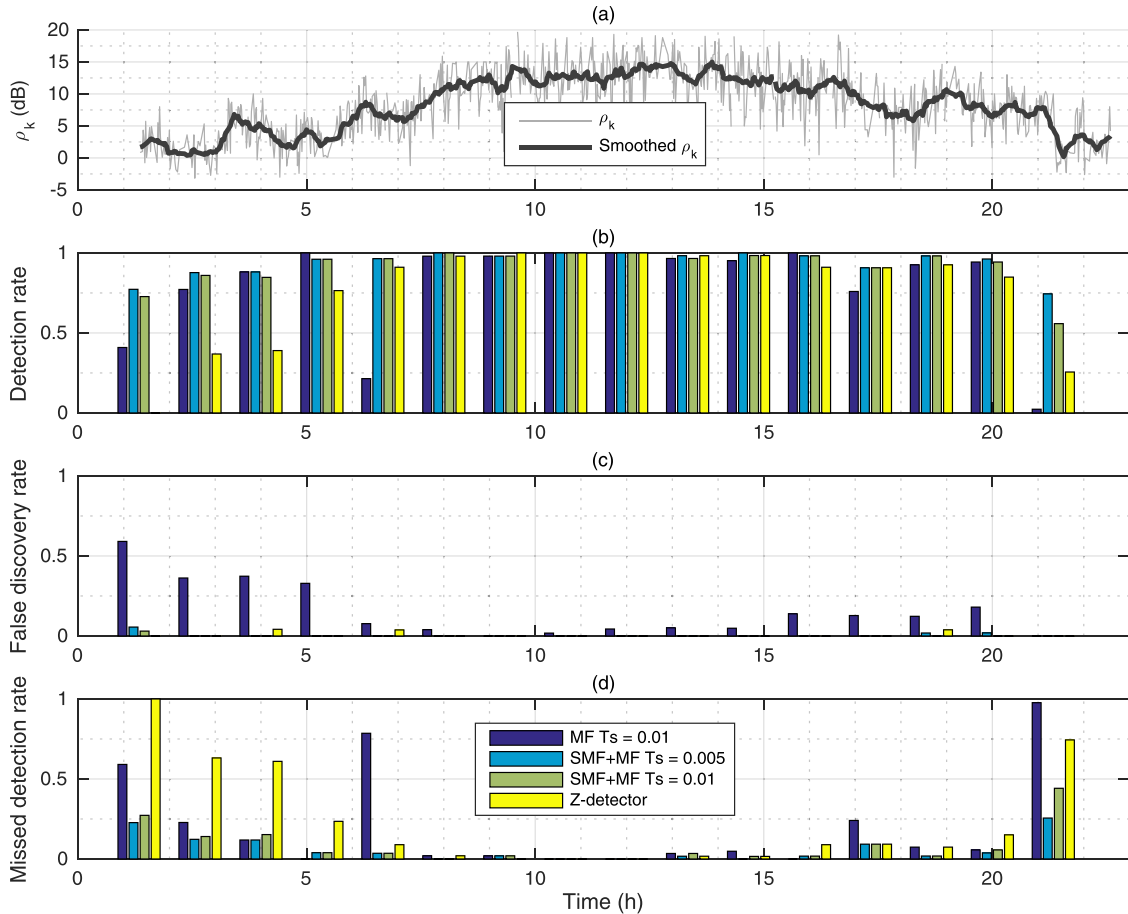 (a)
20
15
10
5
0
-5
ρk (dB)
ρk
Smoothed ρk
0 5 10 15 20
(b)
1
0.5
0
Detection rate
0 5 10 15 20
(c)
1
0.5
0
False discovery rate
0 5 10 15 20
(d)
1
0.5
0
Missed detection rate
MF Ts = 0.01
SMF+MF Ts = 0.005
SMF+MF Ts = 0.01
Z-detector
0 5 10 15 20
Time (h)